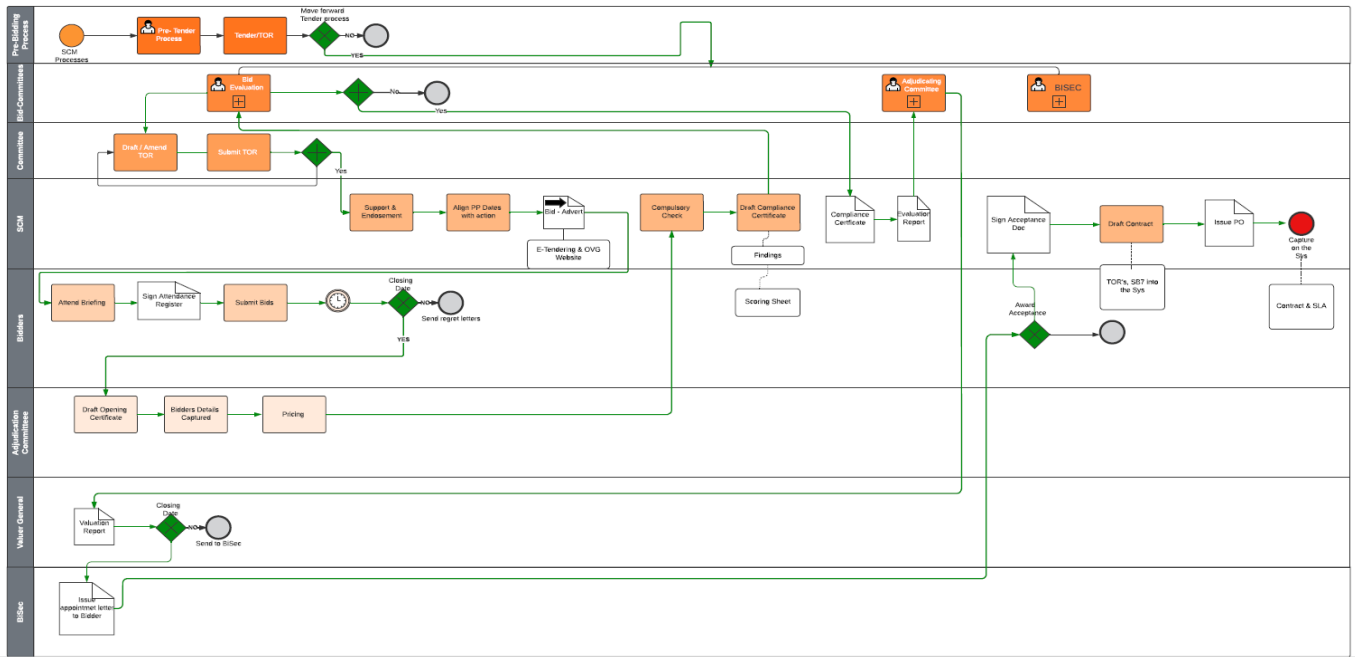 Pre-Bidding
Process
SCM
Processes
Pre- Tender
Process
Tender/TOR
Move forward
Tender process
NO
YES
Bid-Committees
Bid
Evaluation
No
Yes
Adjudicating
Committee
BISEC
Committee
Draft / Amend
TOR
Submit TOR
Yes
SCM
Support &
Endosement
Align PP Dates
with action
Bid - Advert
E-Tendering & OVG
Website
Compulsory
Check
Draft Compliance
Certificate
Findings
Scoring Sheet
Compliance
Certficate
Evaluation
Report
Sign Acceptance
Doc
Draft Contract
TOR's, SB7 into
the Sys
Issue PO
Capture
on the
Sys
Contract & SLA
Bidders
Attend Briefing
Sign Attendance
Register
Submit Bids
Closing
Date
NO
Send regret letters
YES
Award
Acceptance
Adjudication
Committeee
Draft Opening
Certificate
Bidders Details
Captured
Pricing
Valuer General
Valuation
Report
Closing
Date
NO
Send to BISec
BiSec
Issue
appointmet letter
to Bidder